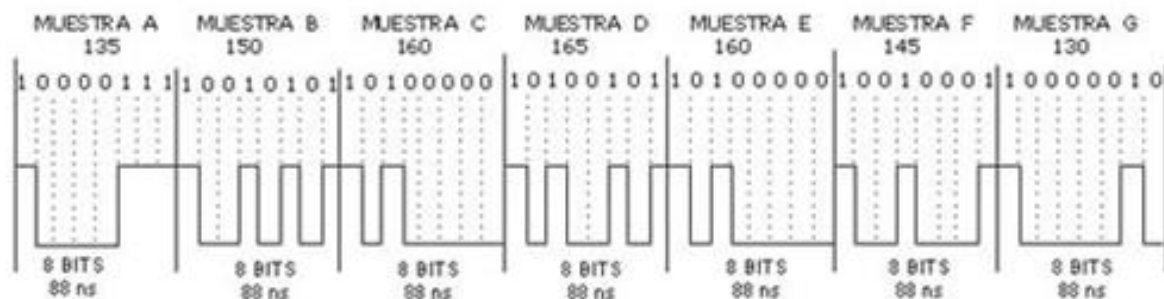 MUESTRA A MUESTRA B MUESTRA C MUESTRA D MUESTRA E MUESTRA F MUESTRA G
135 150 160 165 160 145 130
1 0 0 0 0 1 1 1 1 0 0 1 0 1 0 1 1 0 1 0 0 0 0 0 1 0 1 0 0 1 0 1 1 0 1 0 0 0 0 0 1 0 0 1 0 0 0 1 1 0 0 0 0 0 1 0
8 BITS 8 BITS 8 BITS 8 BITS 8 BITS 8 BITS 8 BITS
88 ns 88 ns 88 ns 88 ns 88 ns 88 ns 88 ns